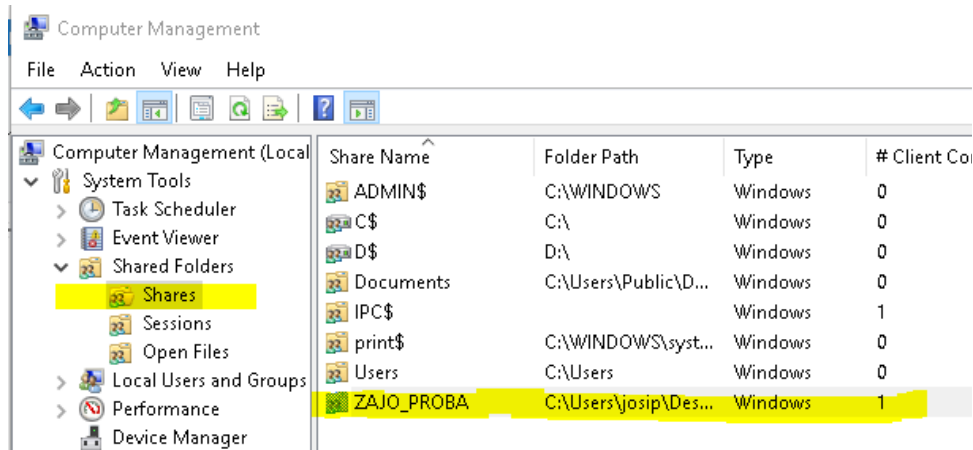 Computer Management
File Action View Help
Computer Management (Local
System Tools
Task Scheduler
Event Viewer
Shared Folders
Shares
Sessions
Open Files
Local Users and Groups
Performance
Device Manager
Share Name Folder Path Type # Client Co
ADMIN$ C:\WINDOWS Windows 0
C$ C:\ Windows 0
D$ D:\ Windows 0
Documents C:\Users\Public\D... Windows 0
IPC$ Windows 1
print$ C:\WINDOWS\syst... Windows 0
Users C:\Users Windows 0
ZAJO_PROBA C:\Users\josip\Des... Windows 1